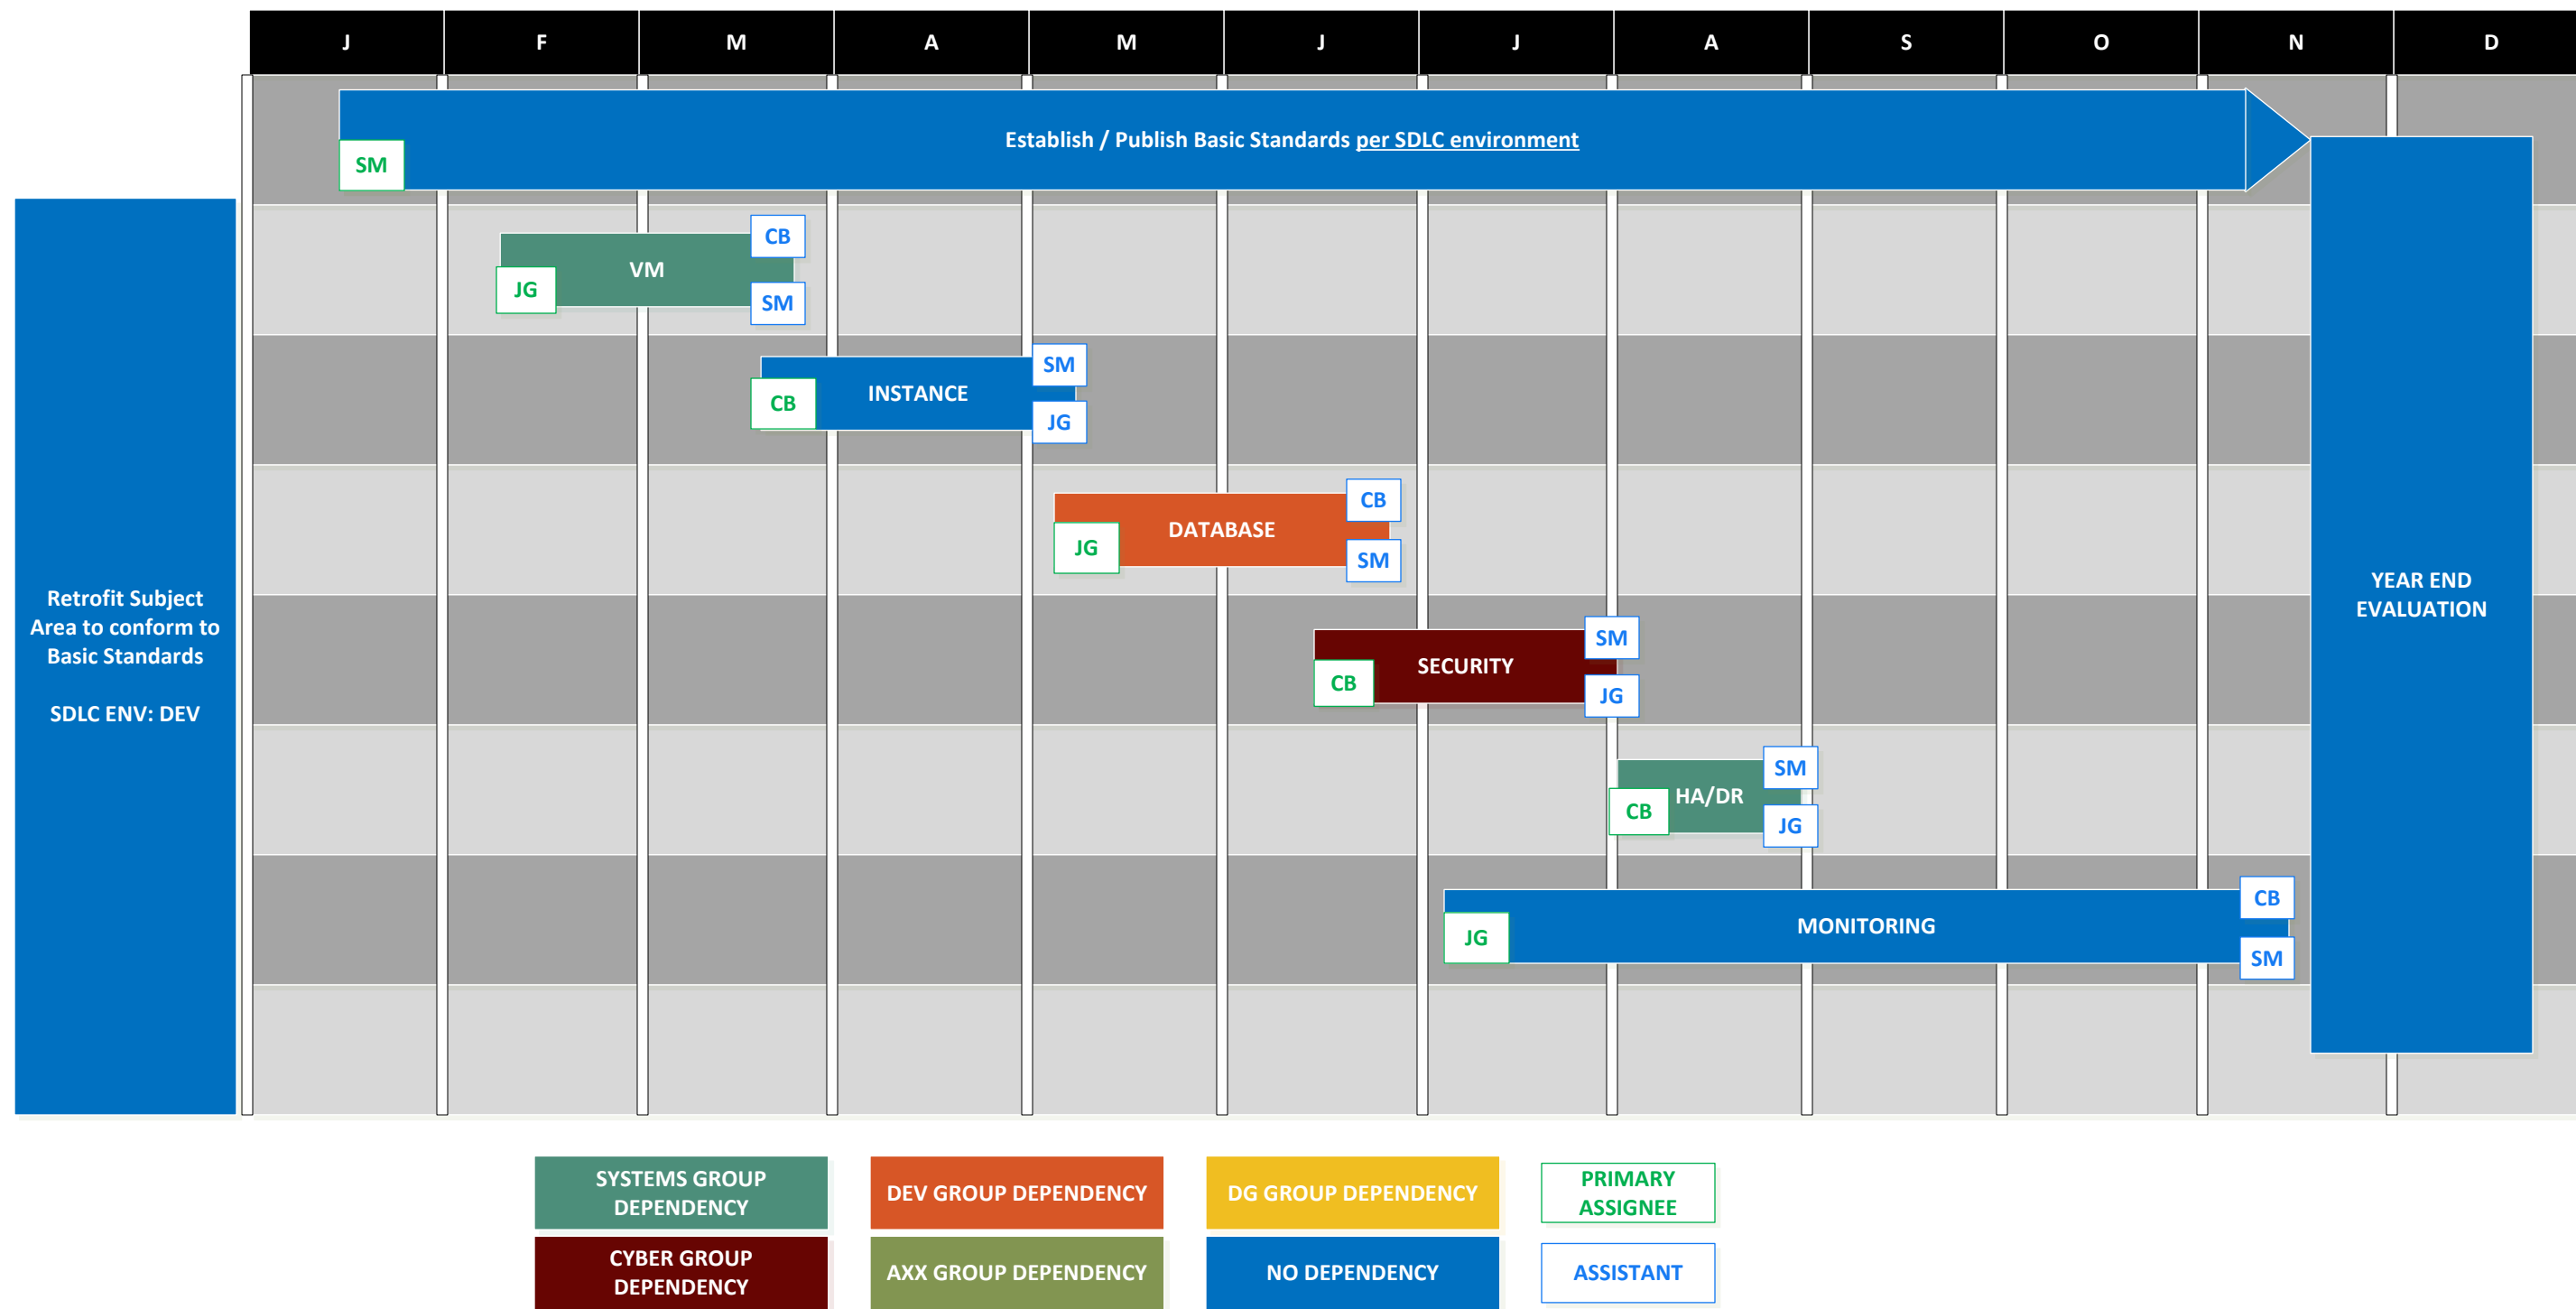 J F M A M J J A S O N D
Establish / Publish Basic Standards per SDLC environment
SM
CB
VM
JG
SM
SM
INSTANCE
CB
JG
CB
DATABASE
JG
SM
Retrofit Subject
Area to conform to
Basic Standards
SDLC ENV: DEV
YEAR END
EVALUATION
SM
SECURITY
CB
JG
SM
HA/DR
CB
JG
CB
MONITORING
JG
SM
SYSTEMS GROUP
DEPENDENCY
DEV GROUP DEPENDENCY
DG GROUP DEPENDENCY
PRIMARY
ASSIGNEE
CYBER GROUP
DEPENDENCY
AXX GROUP DEPENDENCY
NO DEPENDENCY
ASSISTANT